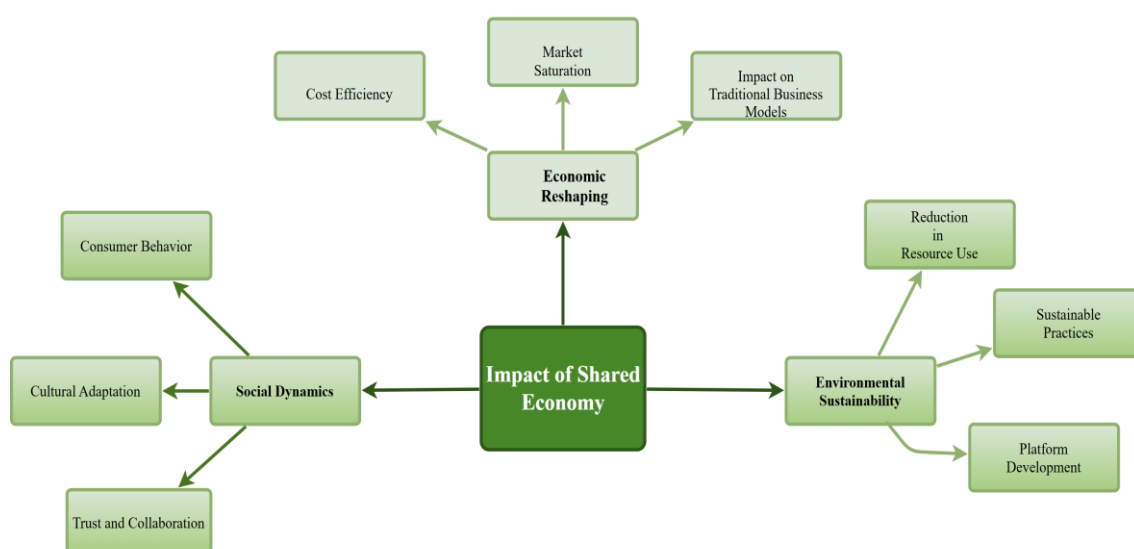 Market
Saturation
Cost Efficiency
Impact on
Traditional Business
Models
Economic
Reshaping
Reduction
in
Resource Use
Consumer Behavior
Sustainable
Practices
Cultural Adaptation
Social Dynamics
Impact of Shared
Economy
Environmental
Sustainability
Platform
Development
Trust and Collaboration